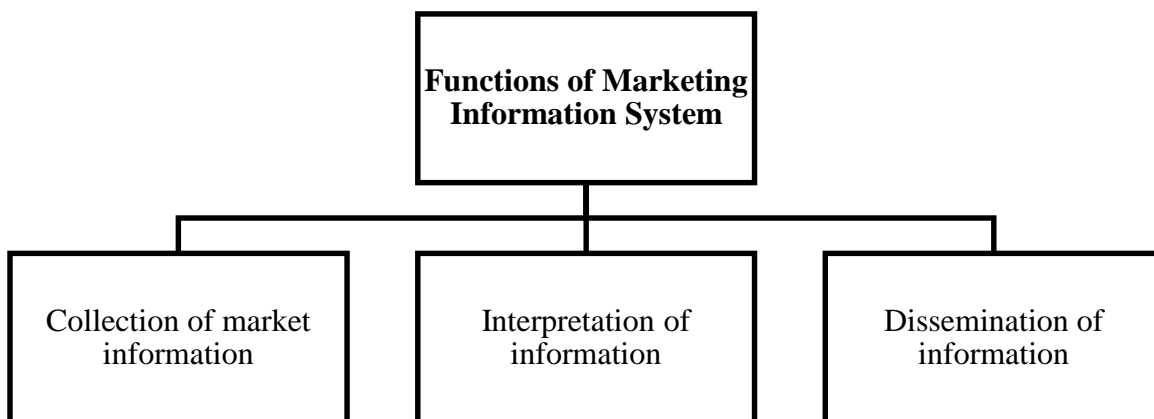 Functions of Marketing
Information System
Collection of market
information
Interpretation of
information
Dissemination of
information